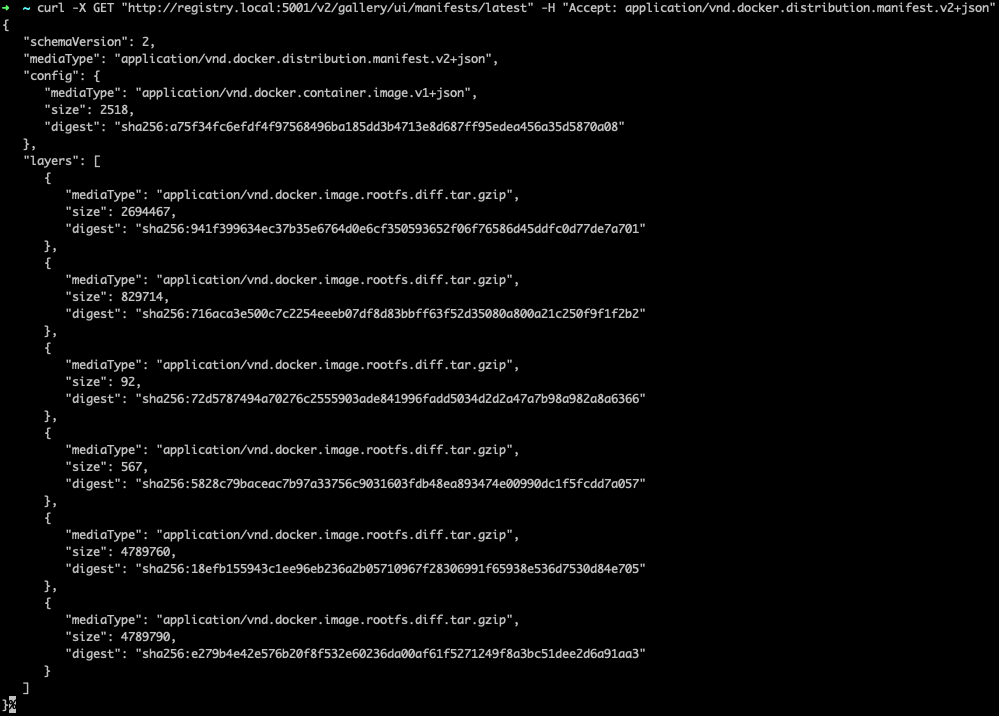 ➜ ~ curl -X GET "http://registry.local:5001/v2/gallery/ui/manifests/latest" -H "Accept: application/vnd.docker.distribution.manifest.v2+json"
{
   "schemaVersion": 2,
   "mediaType": "application/vnd.docker.distribution.manifest.v2+json",
   "config": {
      "mediaType": "application/vnd.docker.container.image.v1+json",
      "size": 2518,
      "digest": "sha256:a75f34fc6efdf4f97568496ba185dd3b4713e8d687ff95edea456a35d5870a08"
   },
   "layers": [
      {
         "mediaType": "application/vnd.docker.image.rootfs.diff.tar.gzip",
         "size": 2694467,
         "digest": "sha256:941f399634ec37b35e6764d0e6cf350593652f06f76586d45ddfc0d77de7a701"
      },
      {
         "mediaType": "application/vnd.docker.image.rootfs.diff.tar.gzip",
         "size": 829714,
         "digest": "sha256:716aca3e500c7c2254eeeb07df8d83bbff63f52d35080a800a21c250f9f1f2b2"
      },
      {
         "mediaType": "application/vnd.docker.image.rootfs.diff.tar.gzip",
         "size": 92,
         "digest": "sha256:72d5787494a70276c2555903ade841996fadd5034d2d2a47a7b98a982a8a6366"
      },
      {
         "mediaType": "application/vnd.docker.image.rootfs.diff.tar.gzip",
         "size": 567,
         "digest": "sha256:5828c79baceac7b97a33756c9031603fdb48ea893474e00990dc1f5fcdd7a057"
      },
      {
         "mediaType": "application/vnd.docker.image.rootfs.diff.tar.gzip",
         "size": 4789760,
         "digest": "sha256:18efb155943c1ee96eb236a2b05710967f28306991f65938e536d7530d84e705"
      },
      {
         "mediaType": "application/vnd.docker.image.rootfs.diff.tar.gzip",
         "size": 4789790,
         "digest": "sha256:e279b4e42e576b20f8f532e60236da00af61f5271249f8a3bc51dee2d6a91aa3"
      }
   ]
}%